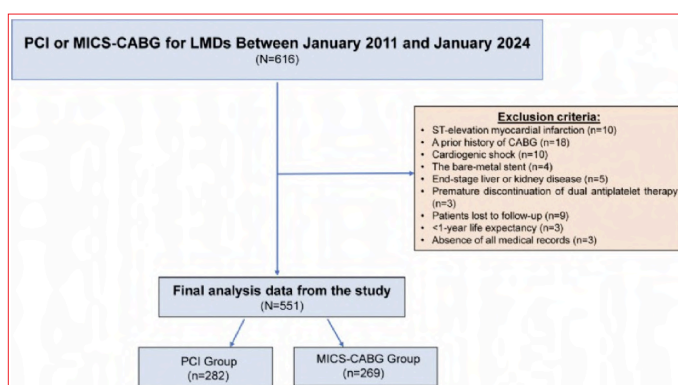 PCI or MICS-CABG for LMDs Between January 2011 and January 2024
(N=616)
Exclusion criteria:
• ST-elevation myocardial infarction (n=10)
• A prior history of CABG (n=18)
• Cardiogenic shock (n=10)
• The bare-metal stent (n=4)
• End-stage liver or kidney disease (n=5)
• Premature discontinuation of dual antiplatelet therapy
(n=3)
• Patients lost to follow-up (n=9)
• <1-year life expectancy (n=3)
• Absence of all medical records (n=3)
Final analysis data from the study
(N=551)
PCI Group
(n=282)
MICS-CABG Group
(n=269)